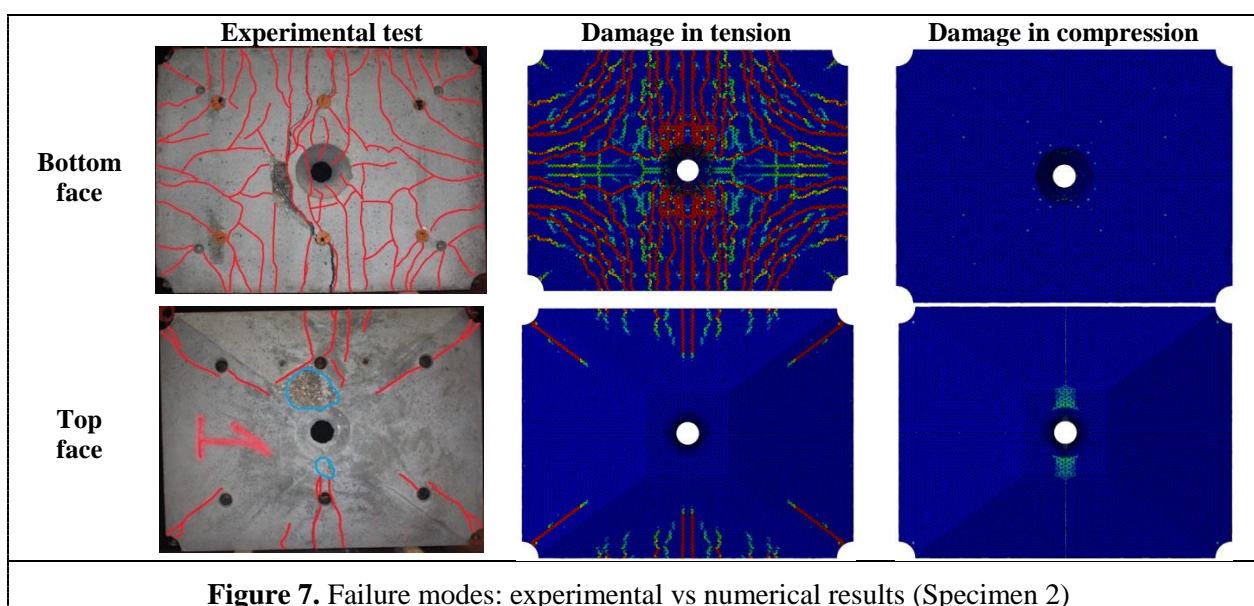 Experimental test
Damage in tension
Damage in compression
Bottom
face
Top
face
Figure 7. Failure modes: experimental vs numerical results (Specimen 2)